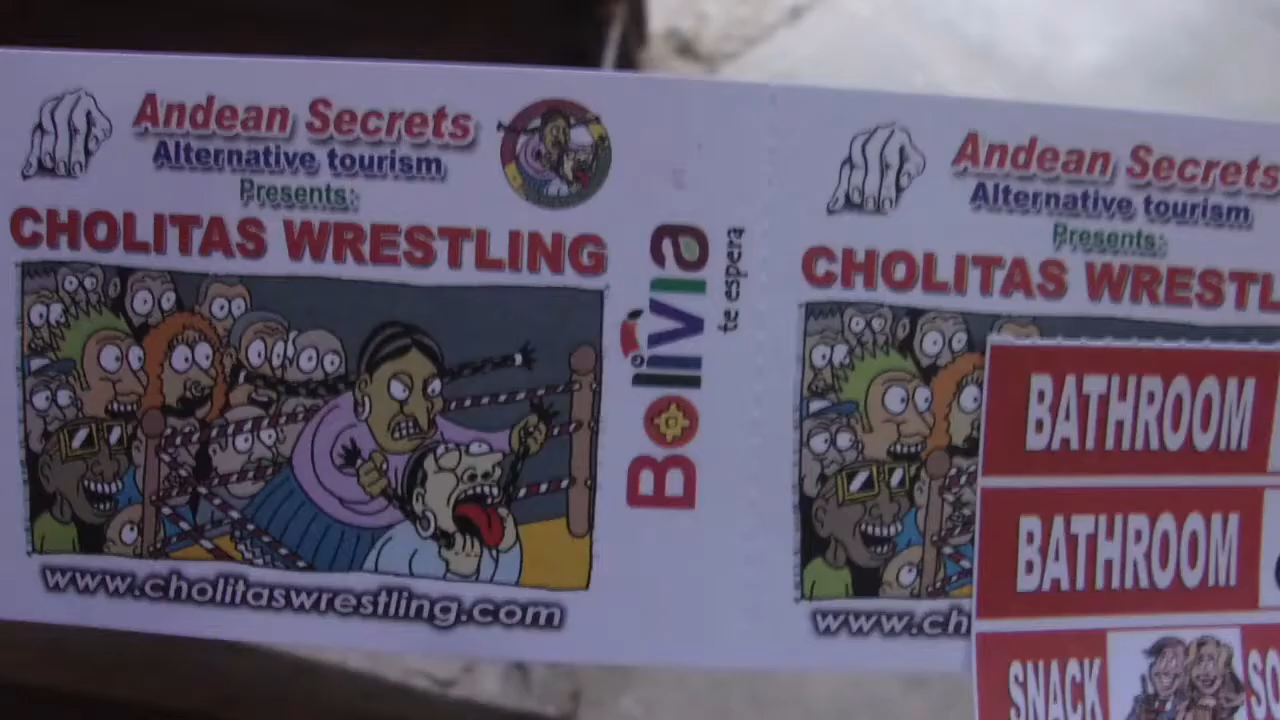 Andean Secrets
Alternative tourism
Presents:
CHOLITAS WRESTLING
www.cholitaswrestling.com
Bolivia
te espera
Andean Secrets
Alternative tourism
Presents:
CHOLITAS WRESTL
www.ch
BATHROOM
BATHROOM
SNACK
SO